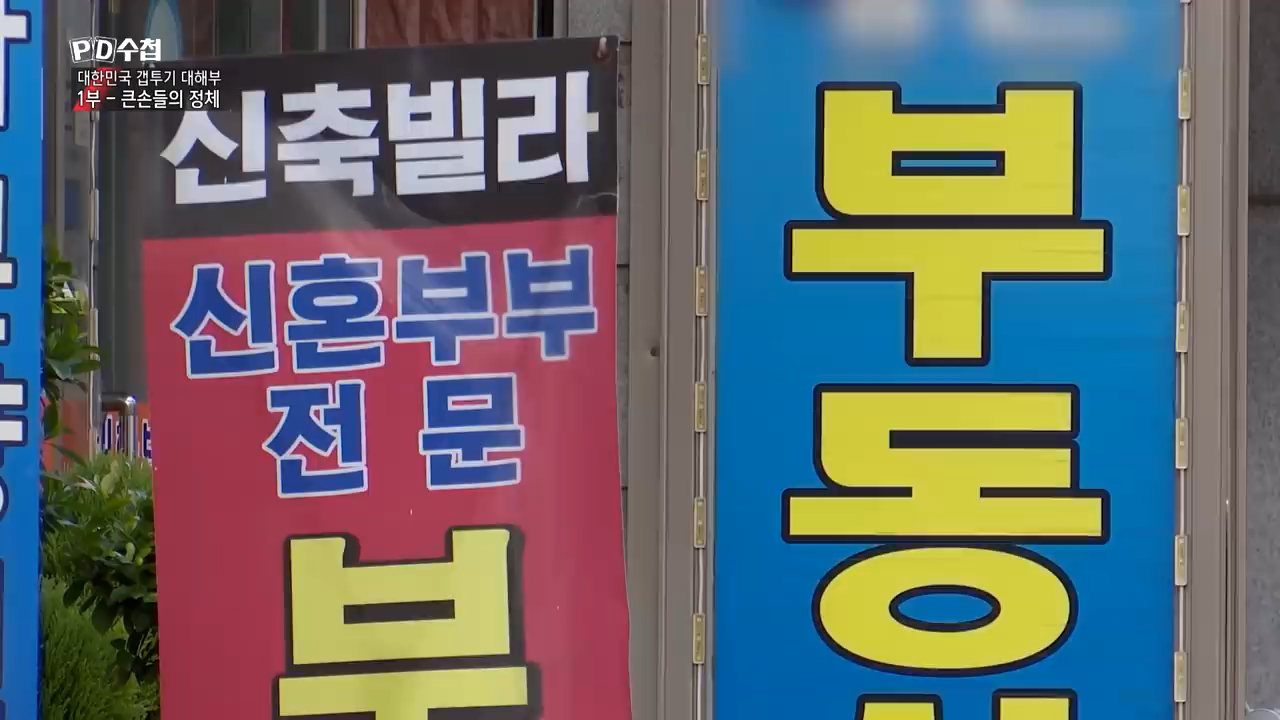 PD수첩
대한민국 갭투기 대해부
1부 - 큰손들의 정체
신축빌라
신혼부부
전문
부
부동